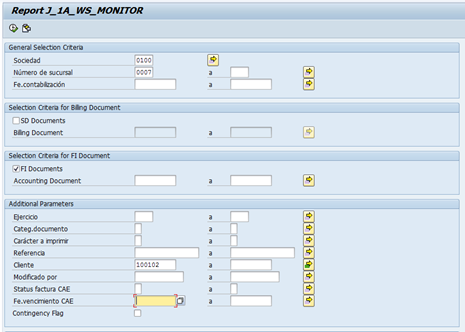 Report J_1A_WS_MONITOR
General Selection Criteria
Sociedad 0100
Número de sucursal 0007 a
Fe.contabilización a
Selection Criteria for Billing Document
SD Documents
Billing Document a
Selection Criteria for FI Document
FI Documents
Accounting Document a
Additional Parameters
Ejercicio a
Categ.documento a
Carácter a imprimir a
Referencia a
Cliente 100102 a
Modificado por a
Status factura CAE a
Fe.vencimiento CAE a
Contingency Flag